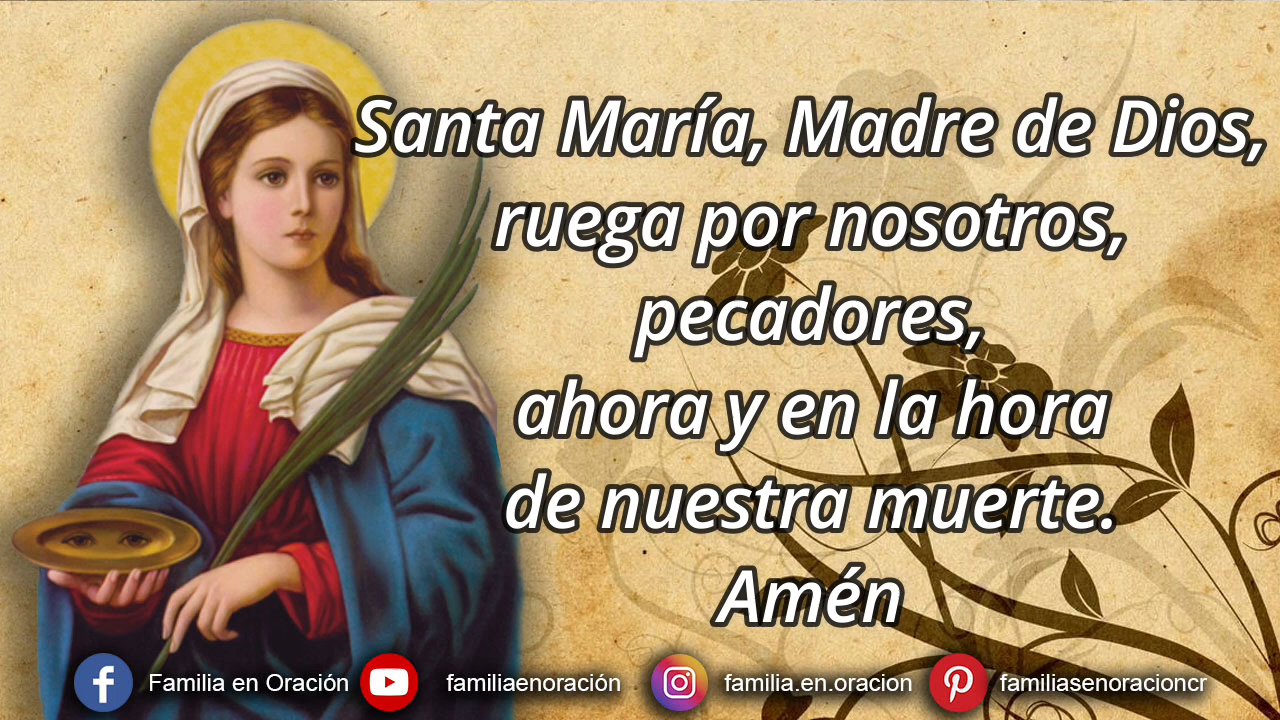 Santa María, Madre de Dios,
ruega por nosotros,
pecadores,
ahora y en la hora
de nuestra muerte.
Amén
Familia en Oración familiaenoración familia.en.oracion familiasenoracioncr